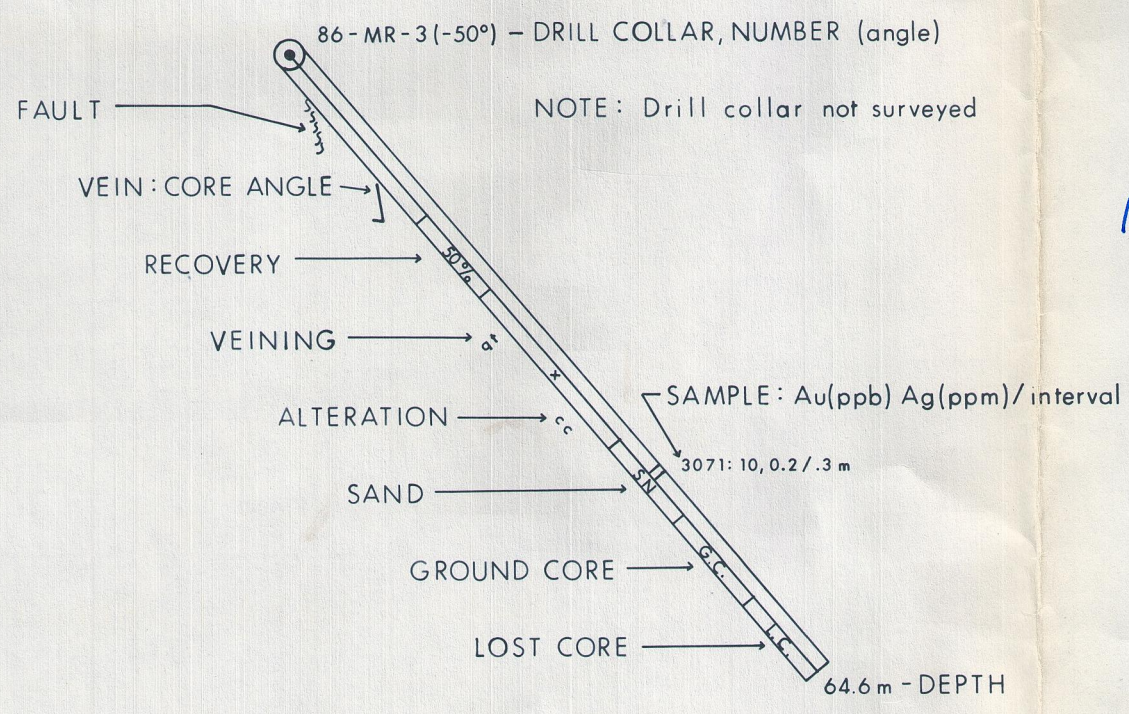 86-MR-3 (-50°) – DRILL COLLAR, NUMBER (angle)
FAULT
NOTE: Drill collar not surveyed
VEIN : CORE ANGLE
RECOVERY
50%
VEINING
SAMPLE: Au(ppb) Ag(ppm)/interval
ALTERATION
cc
3071: 10, 0.2/.3 m
SAND
SN
GROUND CORE
G.C.
LOST CORE
L.C.
64.6 m – DEPTH